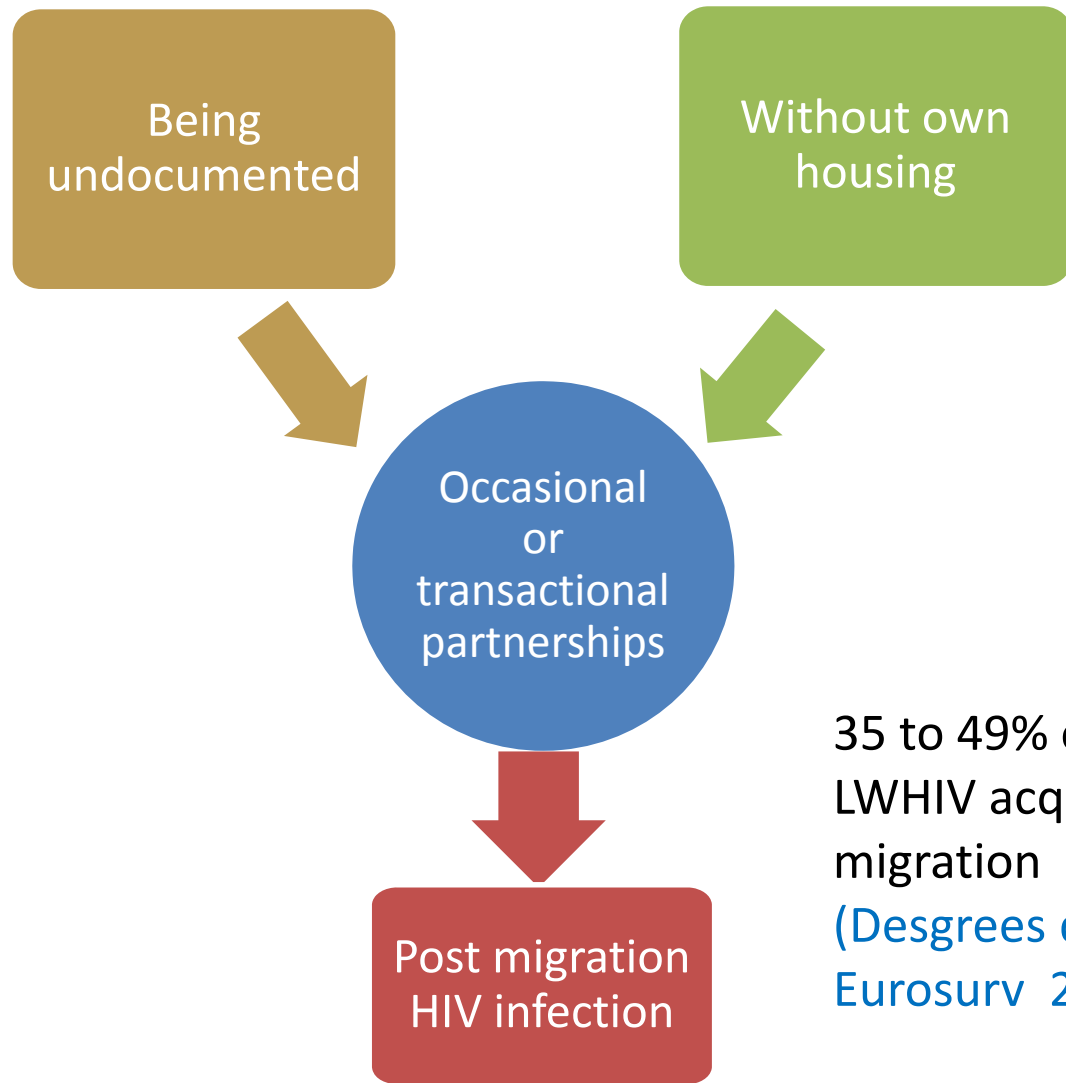 Being
undocumented
Without own
housing
Occasional
or
transactional
partnerships
Post migration
HIV infection
35 to 49%
LWHIV
migration
(Desgrees
Eurosurv